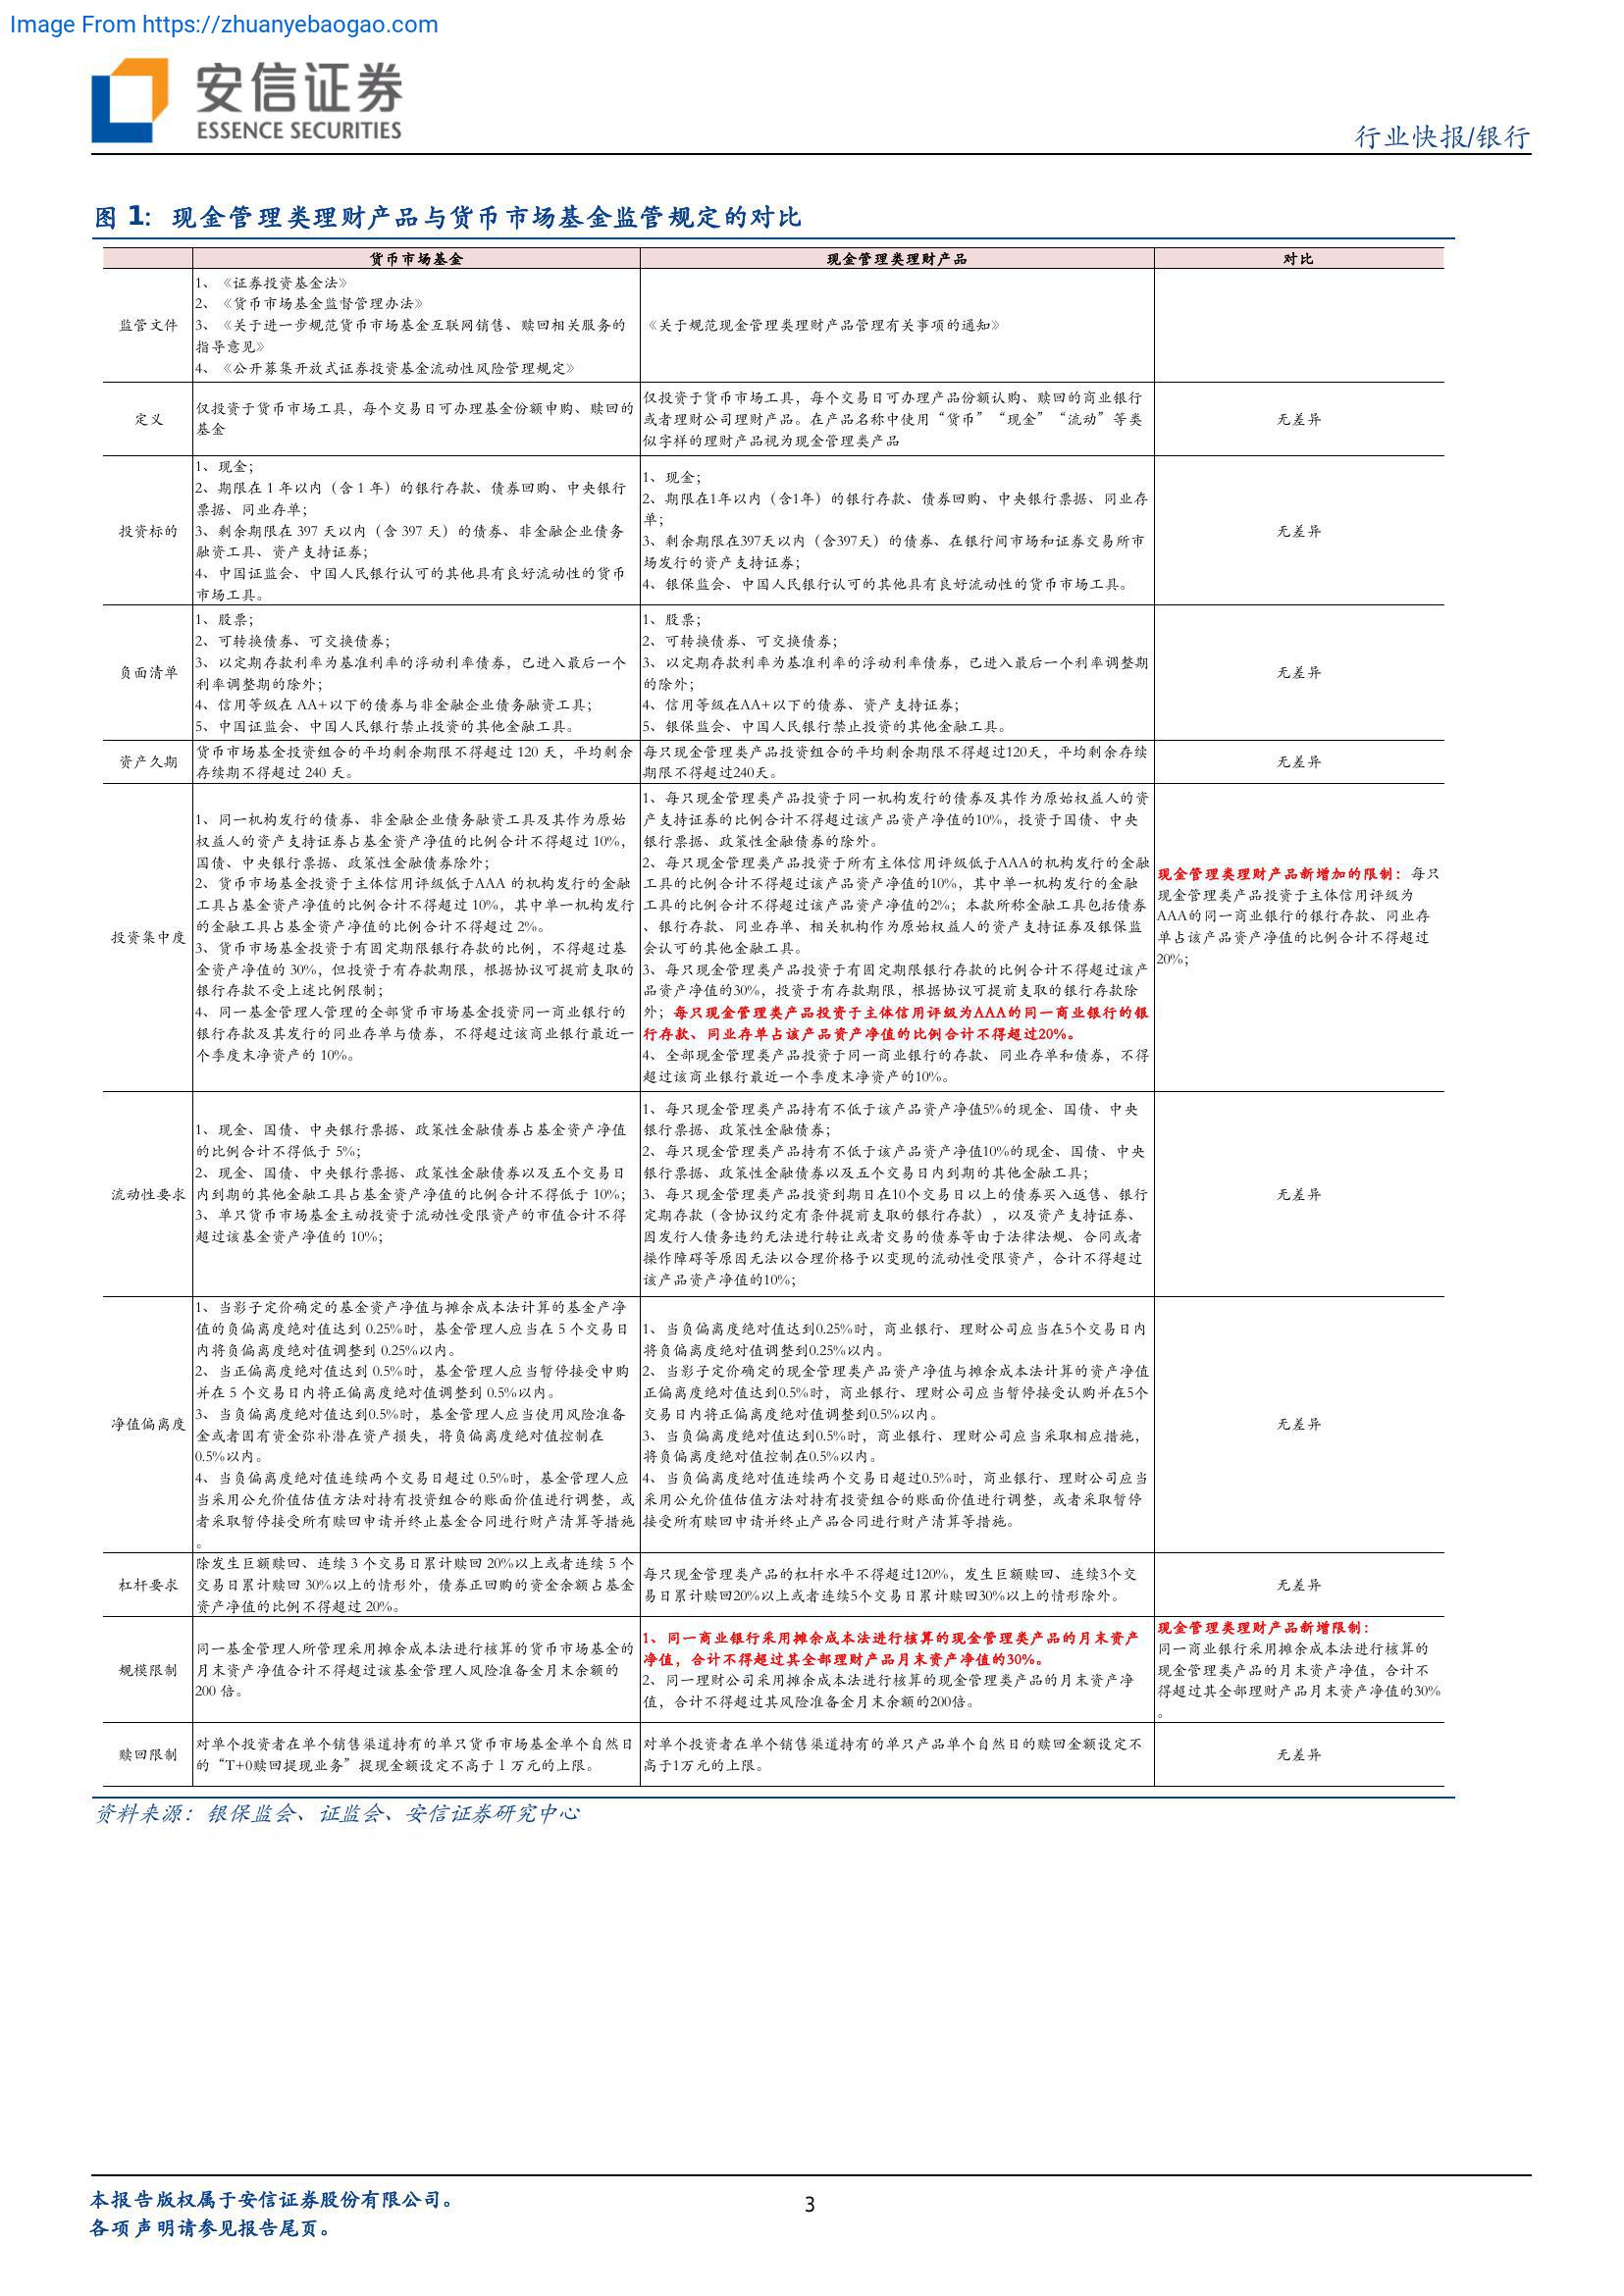 Image From https://zhuanyebaogao.com
安信证券
ESSENCE SECURITIES
行业快报/银行
图 1: 现金管理类理财产品与货币市场基金监管规定的对比
货币市场基金
现金管理类理财产品
对比
监管文件
1、《证券投资基金法》
2、《货币市场基金监督管理办法》
3、《关于进一步规范货币市场基金互联网销售、赎回相关服务的
指导意见》
4、《公开募集开放式证券投资基金流动性风险管理规定》
《关于规范现金管理类理财产品管理有关事项的通知》
定义
仅投资于货币市场工具，每个交易日可办理基金份额申购、赎回的
基金
仅投资于货币市场工具，每个交易日可办理产品份额认购、赎回的商业银行
或者理财公司理财产品。在产品名称中使用“货币”“现金”“流动”等类
似字样的理财产品视为现金管理类产品
无差异
投资标的
1、现金；
2、期限在 1 年以内（含 1 年）的银行存款、债券回购、中央银行
票据、同业存单；
3、剩余期限在 397 天以内（含 397 天）的债券、非金融企业债务
融资工具、资产支持证券；
4、中国证监会、中国人民银行认可的其他具有良好流动性的货币
市场工具。
1、现金；
2、期限在1年以内（含1年）的银行存款、债券回购、中央银行票据、同业存
单；
3、剩余期限在397天以内（含397天）的债券、在银行间市场和证券交易所市
场发行的资产支持证券；
4、银保监会、中国人民银行认可的其他具有良好流动性的货币市场工具。
无差异
负面清单
1、股票；
2、可转换债券、可交换债券；
3、以定期存款利率为基准利率的浮动利率债券，已进入最后一个
利率调整期的除外；
4、信用等级在 AA+以下的债券与非金融企业债务融资工具；
5、中国证监会、中国人民银行禁止投资的其他金融工具。
1、股票；
2、可转换债券、可交换债券；
3、以定期存款利率为基准利率的浮动利率债券，已进入最后一个利率调整期
的除外；
4、信用等级在AA+以下的债券、资产支持证券；
5、银保监会、中国人民银行禁止投资的其他金融工具。
无差异
资产久期
货币市场基金投资组合的平均剩余期限不得超过 120 天，平均剩余
存续期不得超过 240 天。
每只现金管理类产品投资组合的平均剩余期限不得超过120天，平均剩余存续
期限不得超过240天。
无差异
投资集中度
1、同一机构发行的债券、非金融企业债务融资工具及其作为原始
权益人的资产支持证券占基金资产净值的比例合计不得超过 10%，
国债、中央银行票据、政策性金融债券除外；
2、货币市场基金投资于主体信用评级低于AAA 的机构发行的金融
工具占基金资产净值的比例合计不得超过 10%，其中单一机构发行
的金融工具占基金资产净值的比例合计不得超过 2%。
3、货币市场基金投资于有固定期限银行存款的比例，不得超过基
金资产净值的 30%，但投资于有存款期限，根据协议可提前支取的
银行存款不受上述比例限制；
4、同一基金管理人管理的全部货币市场基金投资同一商业银行的
银行存款及其发行的同业存单与债券，不得超过该商业银行最近一
个季度末净资产的 10%。
1、每只现金管理类产品投资于同一机构发行的债券及其作为原始权益人的资
产支持证券的比例合计不得超过该产品资产净值的10%，投资于国债、中央
银行票据、政策性金融债券的除外。
2、每只现金管理类产品投资于所有主体信用评级低于AAA的机构发行的金融
工具的比例合计不得超过该产品资产净值的10%，其中单一机构发行的金融
工具的比例合计不得超过该产品资产净值的2%；本款所称金融工具包括债券
、银行存款、同业存单、相关机构作为原始权益人的资产支持证券及银保监
会认可的其他金融工具。
3、每只现金管理类产品投资于有固定期限银行存款的比例合计不得超过该产
品资产净值的30%，投资于有存款期限，根据协议可提前支取的银行存款除
外；每只现金管理类产品投资于主体信用评级为AAA的同一商业银行的银
行存款、同业存单占该产品资产净值的比例合计不得超过20%。
4、全部现金管理类产品投资于同一商业银行的存款、同业存单和债券，不得
超过该商业银行最近一个季度末净资产的10%。
现金管理类理财产品新增加的限制：每只
现金管理类产品投资于主体信用评级为
AAA的同一商业银行的银行存款、同业存
单占该产品资产净值的比例合计不得超过
20%；
流动性要求
1、现金、国债、中央银行票据、政策性金融债券占基金资产净值
的比例合计不得低于 5%；
2、现金、国债、中央银行票据、政策性金融债券以及五个交易日
内到期的其他金融工具占基金资产净值的比例合计不得低于 10%；
3、单只货币市场基金主动投资于流动性受限资产的市值合计不得
超过该基金资产净值的 10%；
1、每只现金管理类产品持有不低于该产品资产净值5%的现金、国债、中央
银行票据、政策性金融债券；
2、每只现金管理类产品持有不低于该产品资产净值10%的现金、国债、中央
银行票据、政策性金融债券以及五个交易日内到期的其他金融工具；
3、每只现金管理类产品投资到期日在10个交易日以上的债券买入返售、银行
定期存款（含协议约定有条件提前支取的银行存款），以及资产支持证券、
因发行人债务违约无法进行转让或者交易的债券等由于法律法规、合同或者
操作障碍等原因无法以合理价格予以变现的流动性受限资产，合计不得超过
该产品资产净值的10%；
无差异
净值偏离度
1、当影子定价确定的基金资产净值与摊余成本法计算的基金产净
值的负偏离度绝对值达到 0.25%时，基金管理人应当在 5 个交易日
内将负偏离度绝对值调整到 0.25%以内。
2、当正偏离度绝对值达到 0.5%时，基金管理人应当暂停接受申购
并在 5 个交易日内将正偏离度绝对值调整到 0.5%以内。
3、当负偏离度绝对值达到0.5%时，基金管理人应当使用风险准备
金或者固有资金弥补潜在资产损失，将负偏离度绝对值控制在
0.5%以内。
4、当负偏离度绝对值连续两个交易日超过 0.5%时，基金管理人应
当采用公允价值估值方法对持有投资组合的账面价值进行调整，或
者采取暂停接受所有赎回申请并终止基金合同进行财产清算等措施
。
1、当负偏离度绝对值达到0.25%时，商业银行、理财公司应当在5个交易日内
将负偏离度绝对值调整到0.25%以内。
2、当影子定价确定的现金管理类产品资产净值与摊余成本法计算的资产净值
正偏离度绝对值达到0.5%时，商业银行、理财公司应当暂停接受认购并在5个
交易日内将正偏离度绝对值调整到0.5%以内。
3、当负偏离度绝对值达到0.5%时，商业银行、理财公司应当采取相应措施，
将负偏离度绝对值控制在0.5%以内。
4、当负偏离度绝对值连续两个交易日超过0.5%时，商业银行、理财公司应当
采用公允价值估值方法对持有投资组合的账面价值进行调整，或者采取暂停
接受所有赎回申请并终止产品合同进行财产清算等措施。
无差异
杠杆要求
除发生巨额赎回、连续 3 个交易日累计赎回 20%以上或者连续 5 个
交易日累计赎回 30%以上的情形外，债券正回购的资金余额占基金
资产净值的比例不得超过 20%。
每只现金管理类产品的杠杆水平不得超过120%，发生巨额赎回、连续3个交
易日累计赎回20%以上或者连续5个交易日累计赎回30%以上的情形除外。
无差异
规模限制
同一基金管理人所管理采用摊余成本法进行核算的货币市场基金的
月末资产净值合计不得超过该基金管理人风险准备金月末余额的
200 倍。
1、同一商业银行采用摊余成本法进行核算的现金管理类产品的月末资产
净值，合计不得超过其全部理财产品月末资产净值的30%。
2、同一理财公司采用摊余成本法进行核算的现金管理类产品的月末资产净
值，合计不得超过其风险准备金月末余额的200倍。
现金管理类理财产品新增限制：
同一商业银行采用摊余成本法进行核算的
现金管理类产品的月末资产净值，合计不
得超过其全部理财产品月末资产净值的30%
。
赎回限制
对单个投资者在单个销售渠道持有的单只货币市场基金单个自然日
的“T+0赎回提现业务”提现金额设定不高于 1 万元的上限。
对单个投资者在单个销售渠道持有的单只产品单个自然日的赎回金额设定不
高于1万元的上限。
无差异
资料来源：银保监会、证监会、安信证券研究中心
本报告版权属于安信证券股份有限公司。
各项声明请参见报告尾页。
3